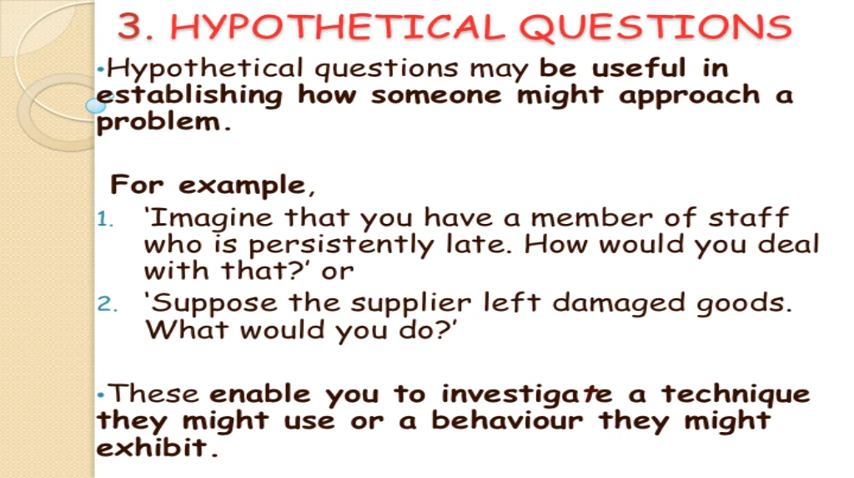 3. HYPOTHETICAL QUESTIONS
•Hypothetical questions may be useful in
establishing how someone might approach a
problem.
For example,
1. ‘Imagine that you have a member of staff
who is persistently late. How would you deal
with that?’ or
2. ‘Suppose the supplier left damaged goods.
What would you do?’
•These enable you to investigate a technique
they might use or a behaviour they might
exhibit.